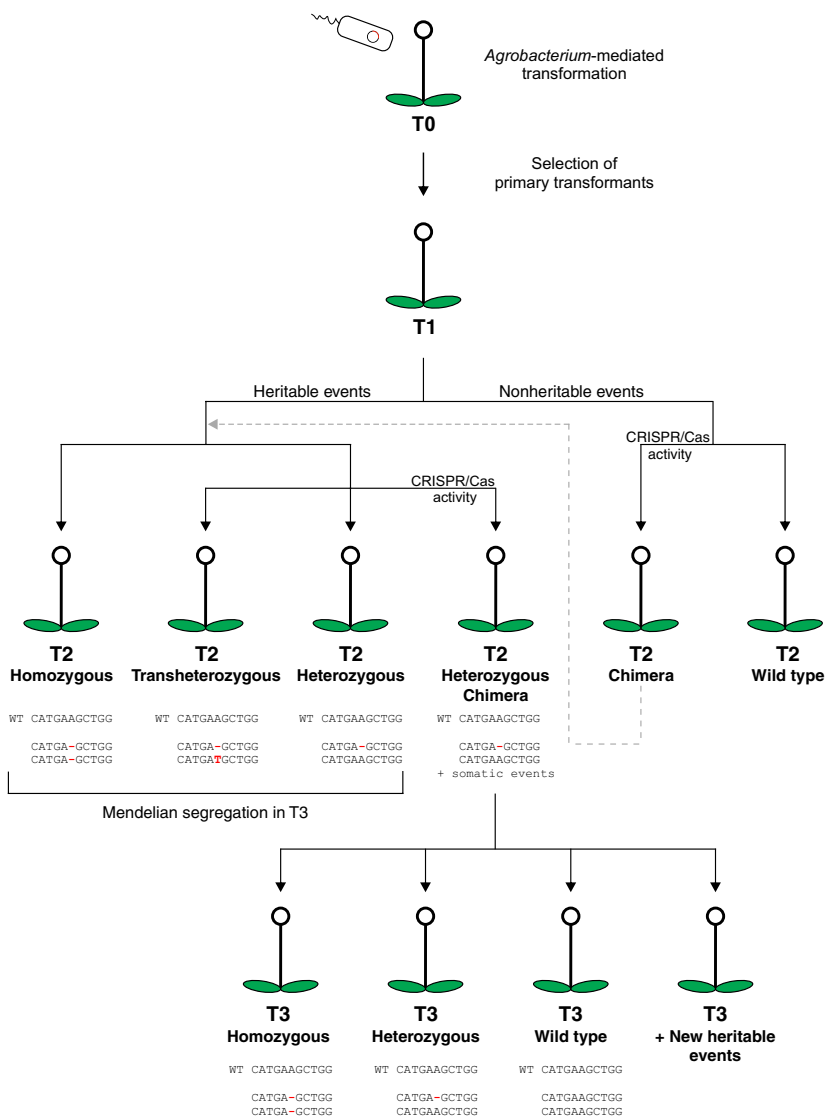 Agrobacterium-mediated
transformation
T0
Selection of
primary transformants
T1
Heritable events
Nonheritable events
CRISPR/Cas
activity
CRISPR/Cas
activity
T2
Homozygous
T2
Transheterozygous
T2
Heterozygous
T2
Heterozygous
Chimera
T2
Chimera
T2
Wild type
WT CATGAAGCTGG
CATGA-GCTGG
CATGA-GCTGG
WT CATGAAGCTGG
CATGA-GCTGG
CATGATGCTGG
WT CATGAAGCTGG
CATGA-GCTGG
CATGAAGCTGG
WT CATGAAGCTGG
CATGA-GCTGG
CATGAAGCTGG
+ somatic events
Mendelian segregation in T3
T3
Homozygous
T3
Heterozygous
T3
Wild type
T3
+ New heritable
events
WT CATGAAGCTGG
CATGA-GCTGG
CATGA-GCTGG
WT CATGAAGCTGG
CATGA-GCTGG
CATGAAGCTGG
WT CATGAAGCTGG
CATGAAGCTGG
CATGAAGCTGG